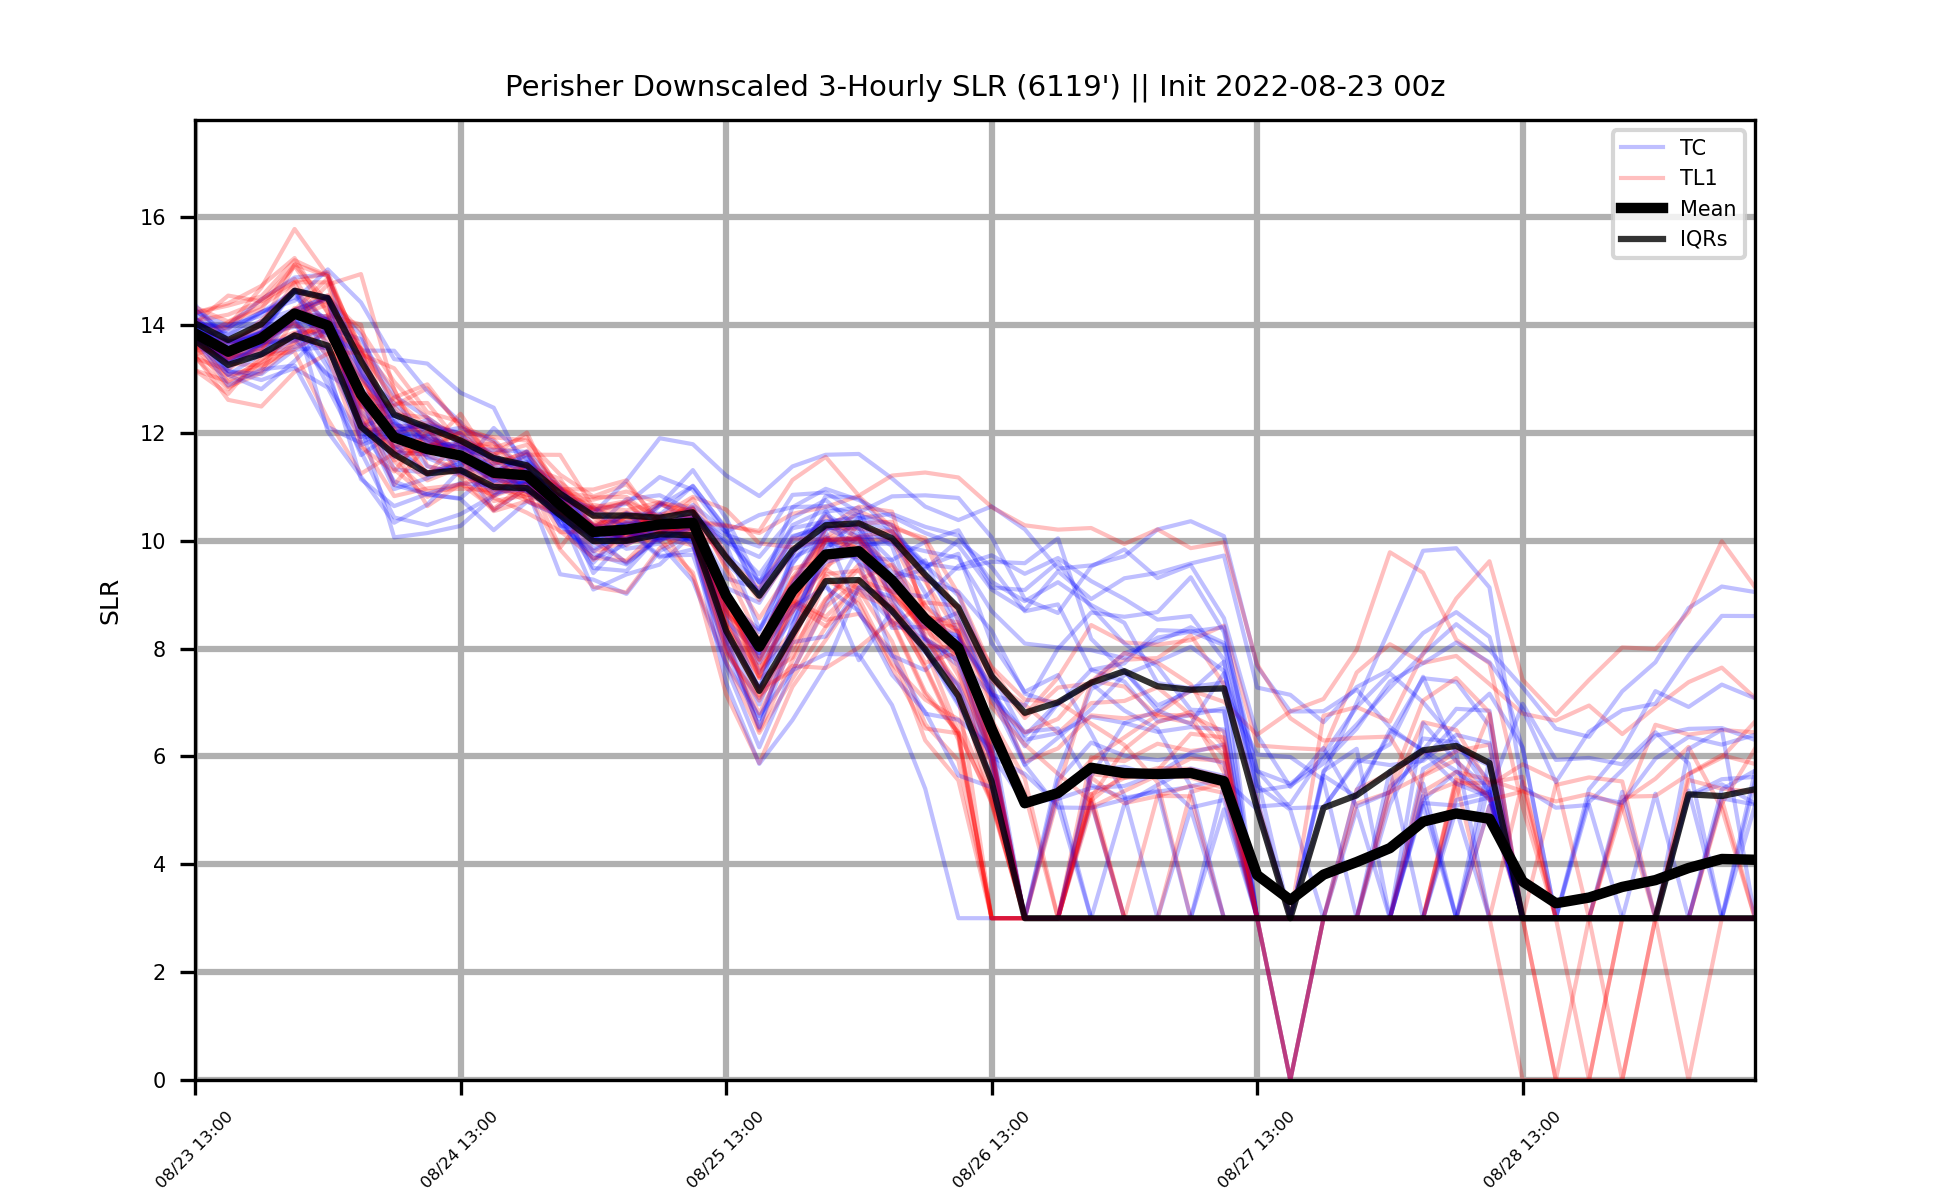 Perisher Downscaled 3-Hourly SLR (6119') || Init 2022-08-23 00z
TC
TL1
Mean
IQRs
SLR
16
14
12
10
8
6
4
2
0
08/23 13:00
08/24 13:00
08/25 13:00
08/26 13:00
08/27 13:00
08/28 13:00